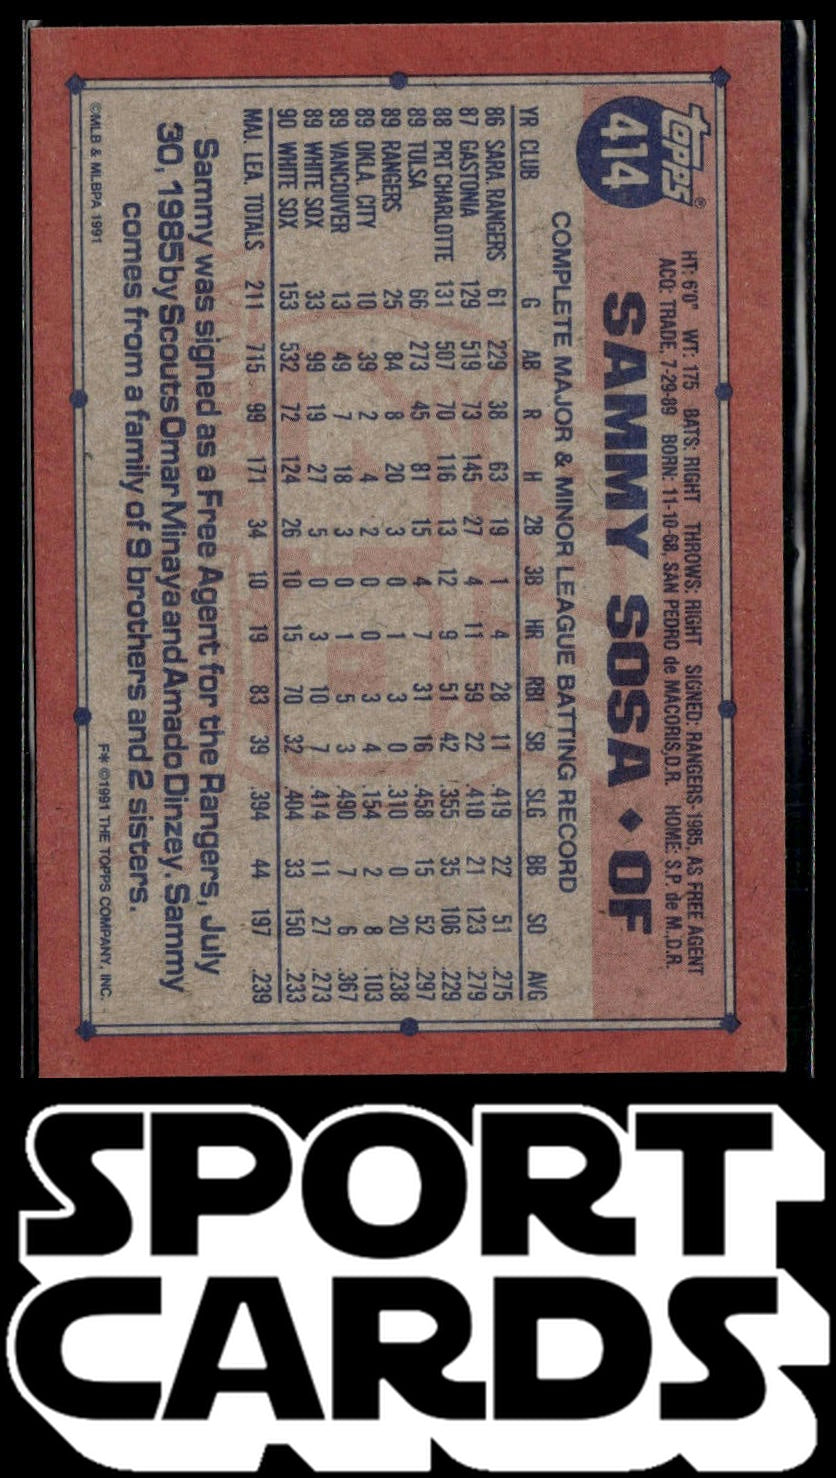 topps®
414
HT: 6'0" WT: 175 BATS: RIGHT THROWS: RIGHT SIGNED: RANGERS-1985, AS FREE AGENT
ACQ: TRADE, 7-29-89 BORN: 11-10-68, SAN PEDRO de MACORIS,D.R. HOME: S.P. de M.,D.R.
SAMMY SOSA ♦ OF
COMPLETE MAJOR & MINOR LEAGUE BATTING RECORD
YR CLUB G AB R H 2B 3B HR RBI SB SLG BB SO AVG
86 SARA. RANGERS 61 229 38 63 19 1 4 28 11 .419 22 51 .275
87 GASTONIA 129 519 73 145 27 4 11 59 22 .410 21 123 .279
88 PRT CHARLOTTE 131 507 70 116 13 12 9 51 42 .355 35 106 .229
89 TULSA 66 273 45 81 15 4 7 31 16 .458 15 52 .297
89 RANGERS 25 84 8 20 3 0 1 3 0 .310 0 20 .238
89 OKLA. CITY 10 39 2 4 2 0 0 3 4 .154 2 8 .103
89 VANCOUVER 13 49 7 18 3 0 1 5 3 .490 7 6 .367
89 WHITE SOX 33 99 19 27 5 0 3 10 7 .414 11 27 .273
90 WHITE SOX 153 532 72 124 26 10 15 70 32 .404 33 150 .233
MAJ. LEA. TOTALS 211 715 99 171 34 10 19 83 39 .394 44 197 .239
Sammy was signed as a Free Agent for the Rangers, July
30, 1985 by Scouts Omar Minaya and Amado Dinzey. Sammy
comes from a family of 9 brothers and 2 sisters.
©MLB & MLBPA 1991 F* ©1991 THE TOPPS COMPANY, INC.
SPORT
CARDS